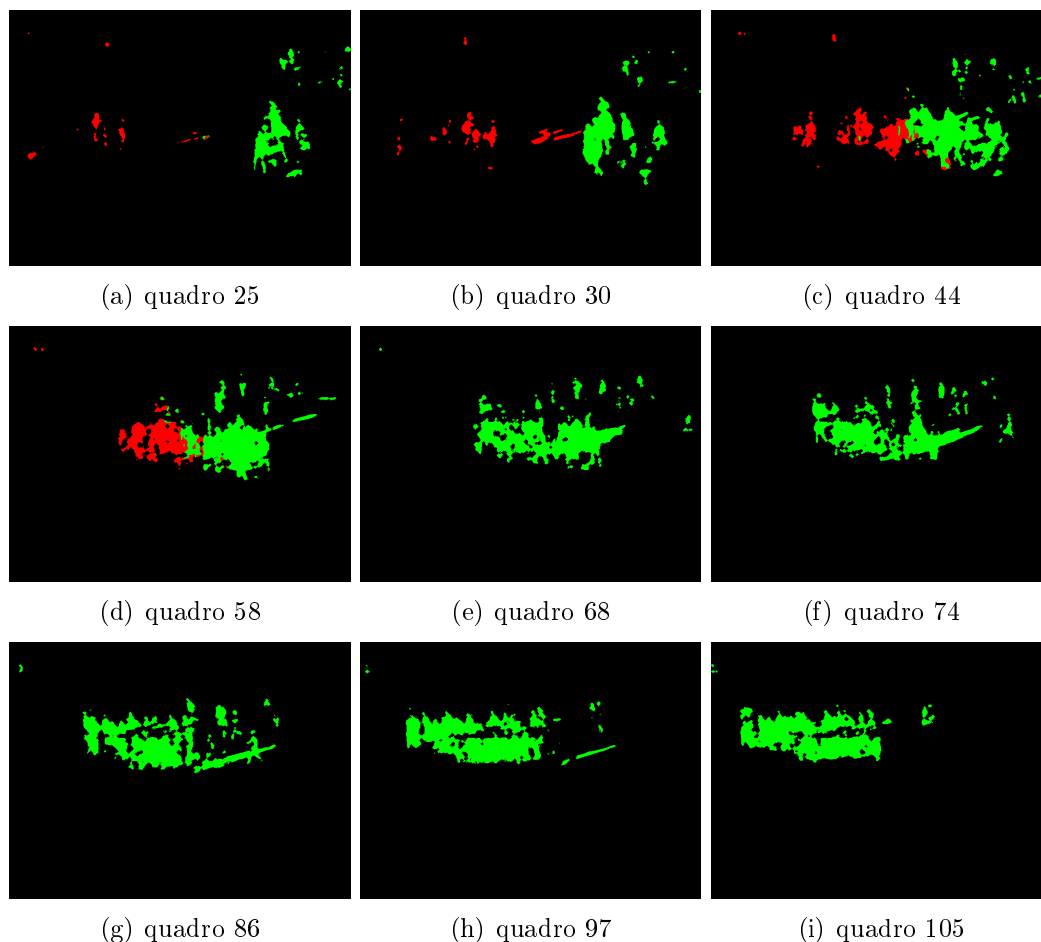 (a) quadro 25
(b) quadro 30
(c) quadro 44
(d) quadro 58
(e) quadro 68
(f) quadro 74
(g) quadro 86
(h) quadro 97
(i) quadro 105